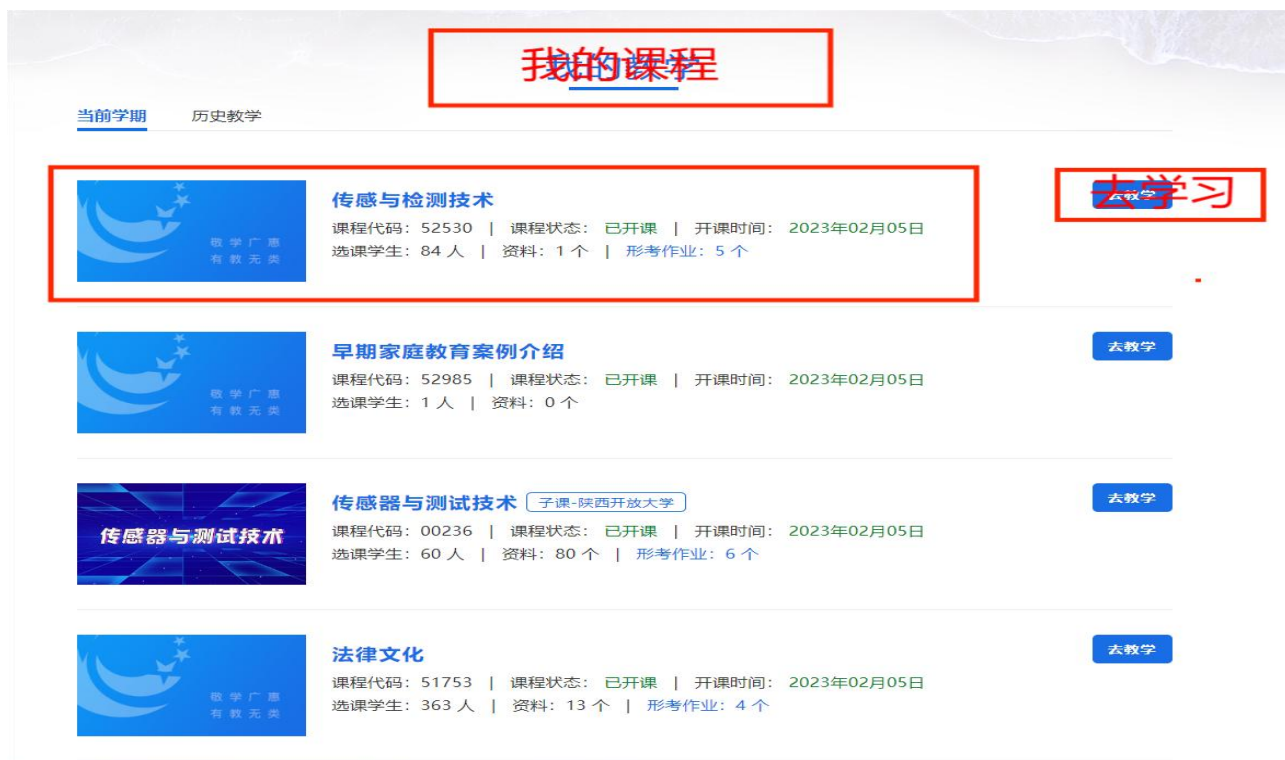 我的课程
我的教学
当前学期 历史教学
敬学广惠
有教无类
传感与检测技术
课程代码：52530 | 课程状态：已开课 | 开课时间：2023年02月05日
选课学生：84 人 | 资料：1 个 | 形考作业：5 个
去教学
去学习
敬学广惠
有教无类
早期家庭教育案例介绍
课程代码：52985 | 课程状态：已开课 | 开课时间：2023年02月05日
选课学生：1 人 | 资料：0 个
去教学
传感器与测试技术
传感器与测试技术 子课-陕西开放大学
课程代码：00236 | 课程状态：已开课 | 开课时间：2023年02月05日
选课学生：60 人 | 资料：80 个 | 形考作业：6 个
去教学
敬学广惠
有教无类
法律文化
课程代码：51753 | 课程状态：已开课 | 开课时间：2023年02月05日
选课学生：363 人 | 资料：13 个 | 形考作业：4 个
去教学